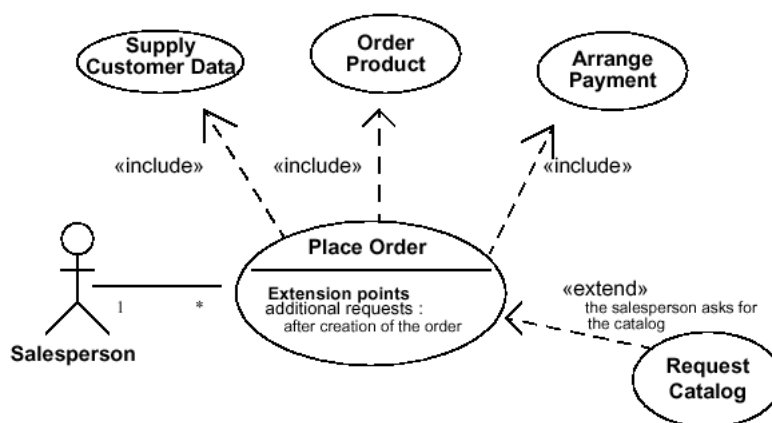 Supply
Customer Data
Order
Product
Arrange
Payment
«include»
«include»
«include»
Place Order
Extension points
additional requests :
after creation of the order
1
*
Salesperson
«extend»
the salesperson asks for
the catalog
Request
Catalog